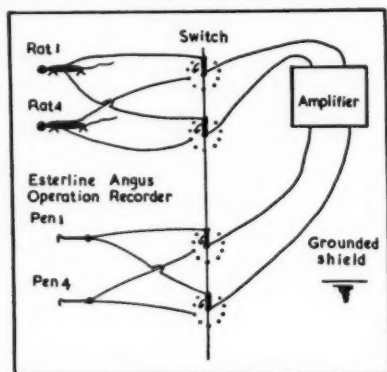 Switch
Rat 1
Rat 4
Amplifier
Esterline Angus
Operation Recorder
Pen 1
Pen 4
Grounded
shield